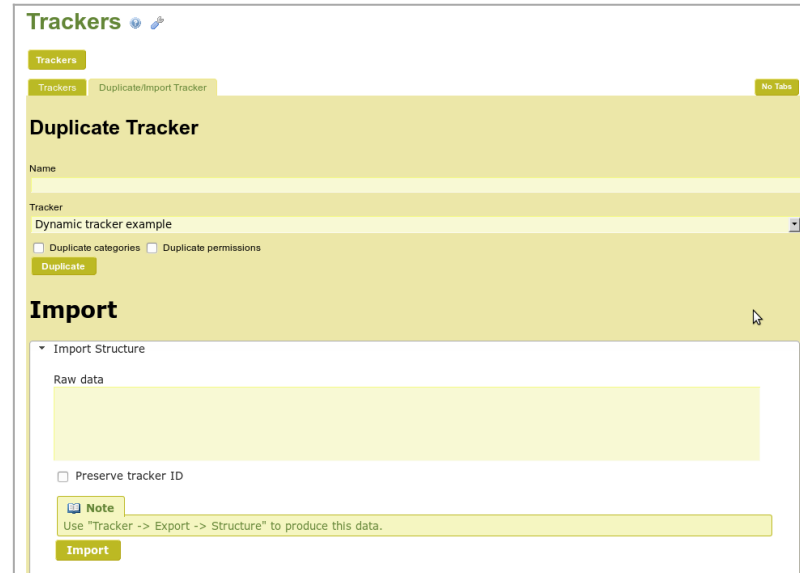 Trackers
Trackers
Trackers Duplicate/Import Tracker No Tabs
Duplicate Tracker
Name
Tracker
Dynamic tracker example
Duplicate categories Duplicate permissions
Duplicate
Import
Import Structure
Raw data
Preserve tracker ID
Note
Use "Tracker -> Export -> Structure" to produce this data.
Import